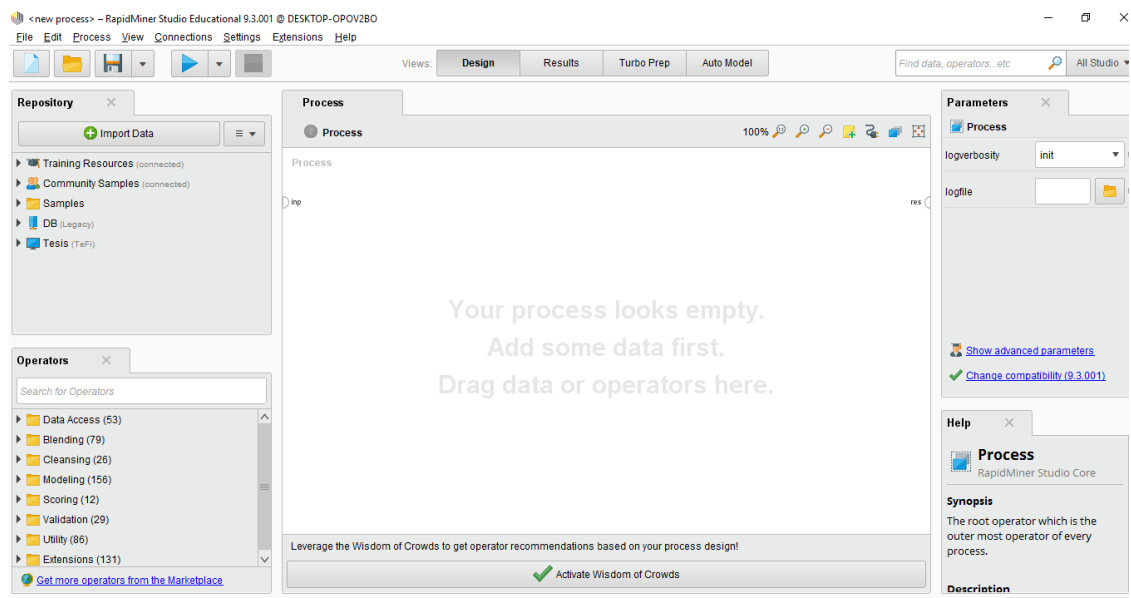 <new process> – RapidMiner Studio Educational 9.3.001 @ DESKTOP-OPOV2BO
File Edit Process View Connections Settings Extensions Help
Views: Design Results Turbo Prep Auto Model
Find data, operators...etc
All Studio
Repository
Import Data
Training Resources (connected)
Community Samples (connected)
Samples
DB (Legacy)
Tesis (TeFi)
Operators
Search for Operators
Data Access (53)
Blending (79)
Cleansing (26)
Modeling (156)
Scoring (12)
Validation (29)
Utility (86)
Extensions (131)
Get more operators from the Marketplace
Process
Process
100%
Process
inp
res
Your process looks empty.
Add some data first.
Drag data or operators here.
Leverage the Wisdom of Crowds to get operator recommendations based on your process design!
Activate Wisdom of Crowds
Parameters
Process
logverbosity
init
logfile
Show advanced parameters
Change compatibility (9.3.001)
Help
Process
RapidMiner Studio Core
Synopsis
The root operator which is the
outer most operator of every
process.
Description